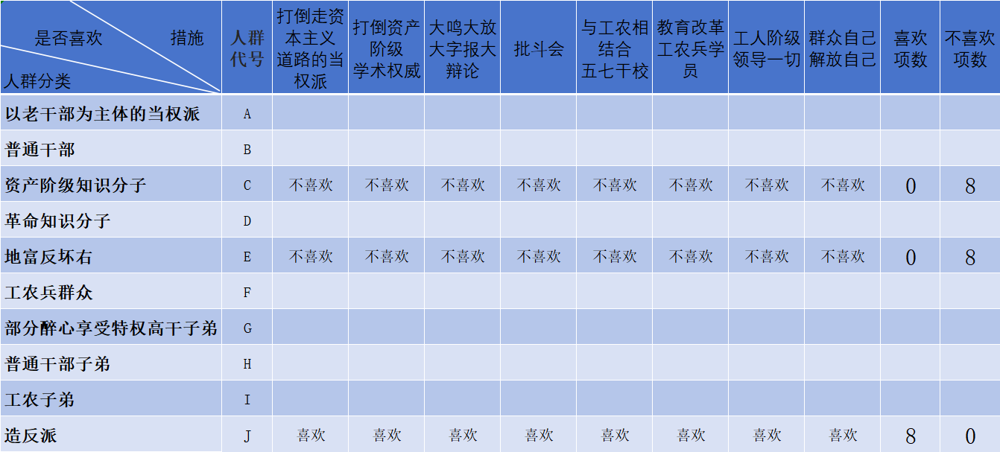 是否喜欢 措施
人群分类
人群
代号
打倒走资
本主义
道路的当
权派
打倒资产
阶级
学术权威
大鸣大放
大字报大
辩论
批斗会
与工农相
结合
五七干校
教育改革
工农兵学
员
工人阶级
领导一切
群众自己
解放自己
喜欢
项数
不喜欢
项数
以老干部为主体的当权派 A
普通干部 B
资产阶级知识分子 C 不喜欢 不喜欢 不喜欢 不喜欢 不喜欢 不喜欢 不喜欢 不喜欢 0 8
革命知识分子 D
地富反坏右 E 不喜欢 不喜欢 不喜欢 不喜欢 不喜欢 不喜欢 不喜欢 不喜欢 0 8
工农兵群众 F
部分醉心享受特权高干子弟 G
普通干部子弟 H
工农子弟 I
造反派 J 喜欢 喜欢 喜欢 喜欢 喜欢 喜欢 喜欢 喜欢 8 0